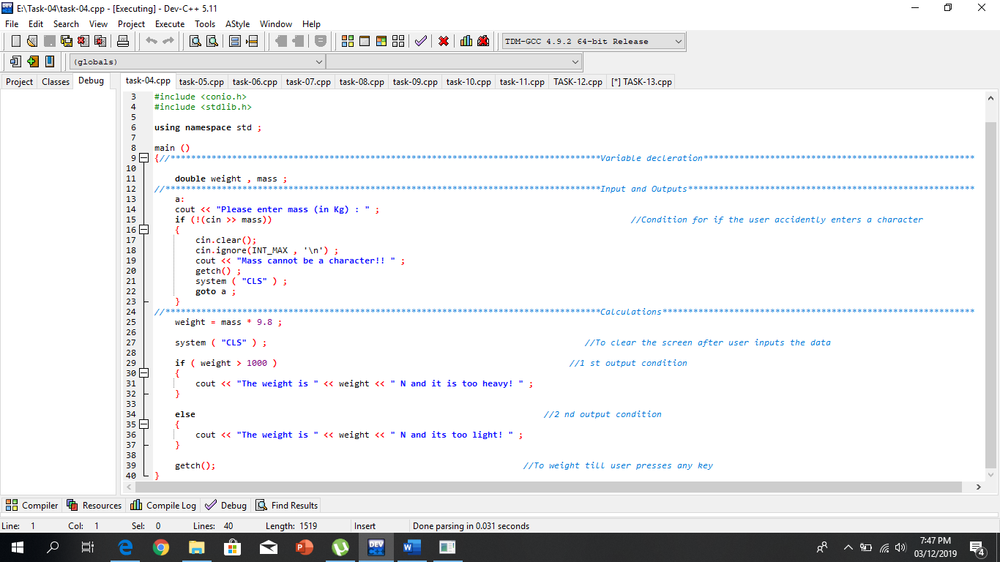 E:\Task-04\task-04.cpp - [Executing] - Dev-C++ 5.11
File Edit Search View Project Execute Tools AStyle Window Help
TDM-GCC 4.9.2 64-bit Release
(globals)
Project Classes Debug
task-04.cpp task-05.cpp task-06.cpp task-07.cpp task-08.cpp task-09.cpp task-10.cpp task-11.cpp TASK-12.cpp [*] TASK-13.cpp
3 #include <conio.h>
4 #include <stdlib.h>
5
6 using namespace std ;
7
8 main ()
9 {//************************************************************************************Variable decleration*****************************************************
10
11 double weight , mass ;
12 //*************************************************************************************Input and Outputs********************************************************
13 a:
14 cout << "Please enter mass (in Kg) : " ;
15 if (!(cin >> mass)) //Condition for if the user accidently enters a character
16 {
17 cin.clear();
18 cin.ignore(INT_MAX , '\n') ;
19 cout << "Mass cannot be a character!! " ;
20 getch() ;
21 system ( "CLS" ) ;
22 goto a ;
23 }
24 //*************************************************************************************Calculations*************************************************************
25 weight = mass * 9.8 ;
26
27 system ( "CLS" ) ; //To clear the screen after user inputs the data
28
29 if ( weight > 1000 ) //1 st output condition
30 {
31 cout << "The weight is " << weight << " N and it is too heavy! " ;
32 }
33
34 else //2 nd output condition
35 {
36 cout << "The weight is " << weight << " N and its too light! " ;
37 }
38
39 getch(); //To weight till user presses any key
40 }
Compiler Resources Compile Log Debug Find Results
Line: 1 Col: 1 Sel: 0 Lines: 40 Length: 1519 Insert Done parsing in 0.031 seconds
DEV
7:47 PM
03/12/2019
4